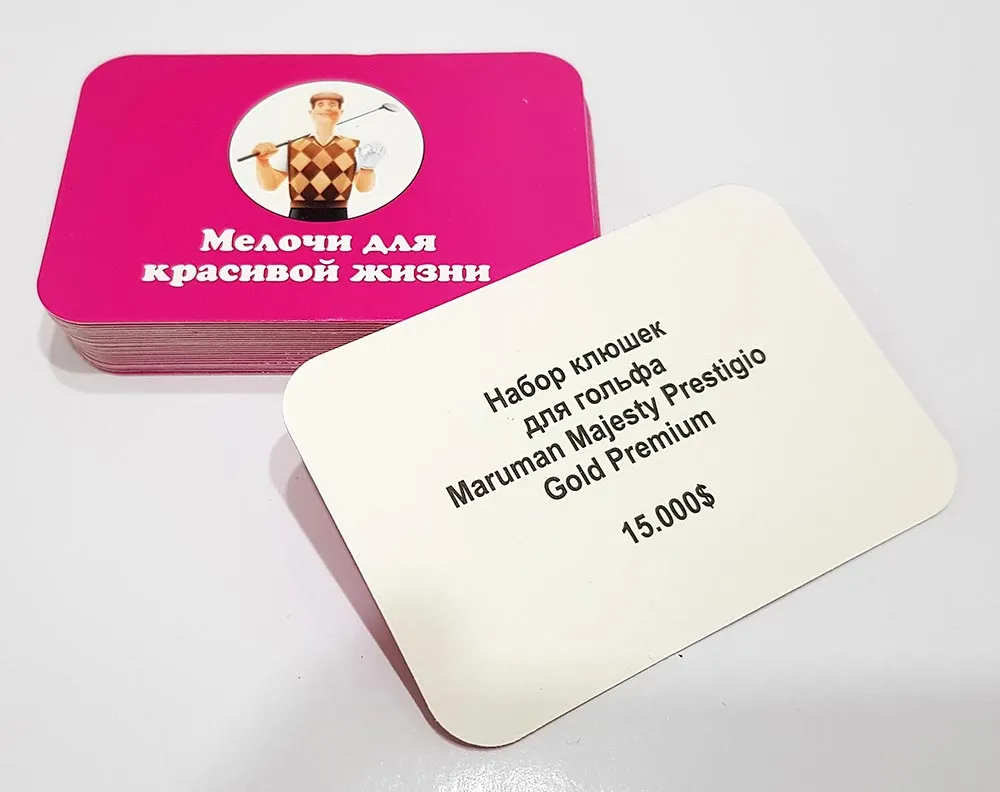 Мелочи для
красивой жизни
Набор клюшек
для гольфа
Maruman Majesty Prestigio
Gold Premium
15.000$